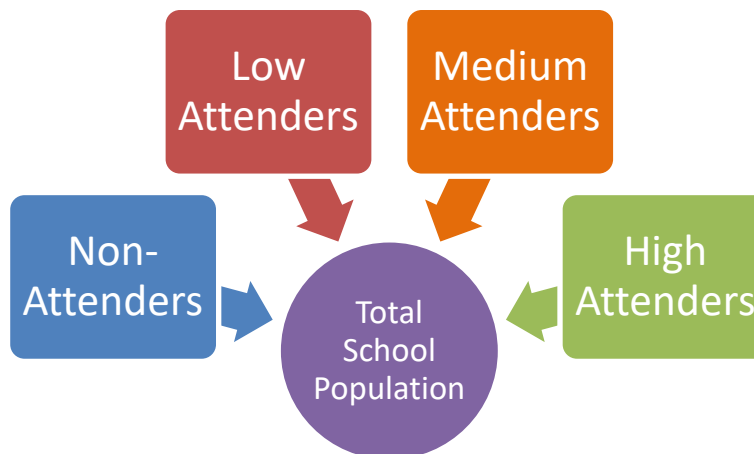 Low
Attenders
Medium
Attenders
Non-
Attenders
High
Attenders
Total
School
Population